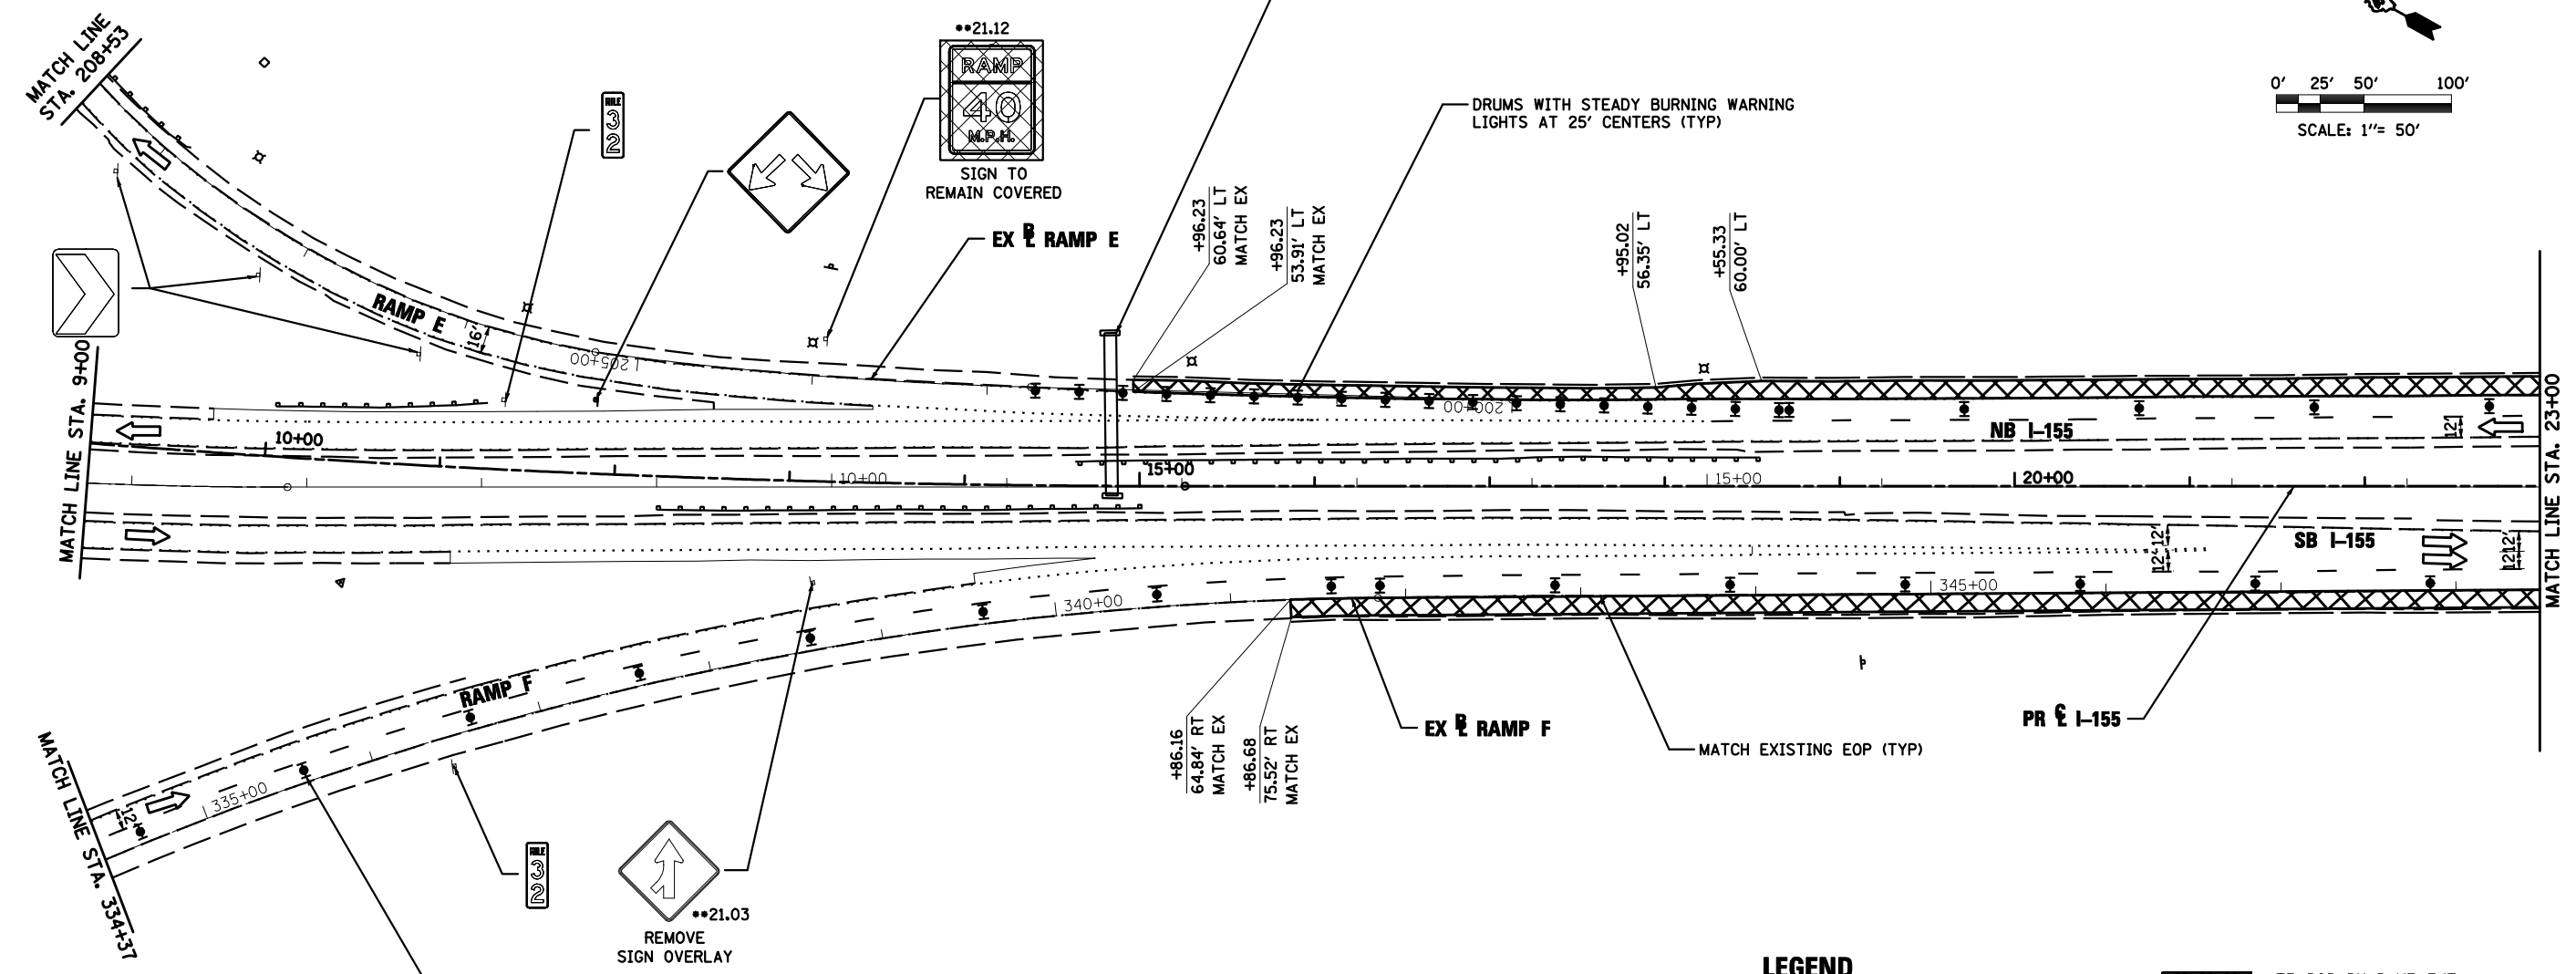 MATCH LINE
STA. 208+53
**21.12
RAMP
40
M.P.H.
SIGN TO
REMAIN COVERED
MILE
3
2
DRUMS WITH STEADY BURNING WARNING
LIGHTS AT 25' CENTERS (TYP)
0' 25' 50' 100'
SCALE: 1"= 50'
EX B RAMP E
+96.23
60.64' LT
MATCH EX
+96.23
53.91' LT
MATCH EX
+95.02
56.35' LT
+55.33
60.00' LT
RAMP E
16'
205+00
200+00
MATCH LINE STA. 9+00
10+00
NB I-155
12'
MATCH LINE STA. 23+00
15+00
10+00
15+00
20+00
12' 12'
SB I-155
12' 12'
345+00
340+00
RAMP F
335+00
12'
MATCH LINE STA. 334+37
+86.16
64.84' RT
MATCH EX
+86.68
75.52' RT
MATCH EX
EX B RAMP F
MATCH EXISTING EOP (TYP)
PR ℄ I-155
MILE
3
2
**21.03
REMOVE
SIGN OVERLAY
LEGEND